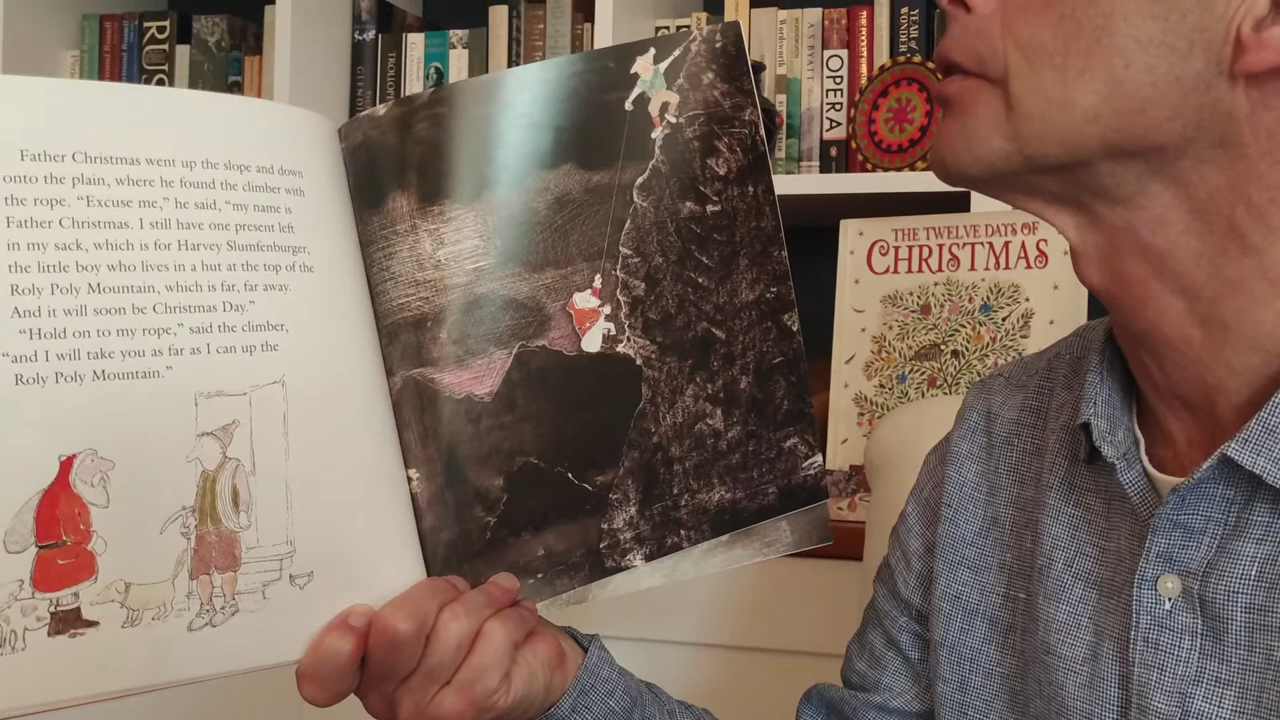 Father Christmas went up the slope and down
onto the plain, where he found the climber with
the rope. “Excuse me,” he said, “my name is
Father Christmas. I still have one present left
in my sack, which is for Harvey Slumfenburger,
the little boy who lives in a hut at the top of the
Roly Poly Mountain, which is far, far away.
And it will soon be Christmas Day.”
“Hold on to my rope,” said the climber,
“and I will take you as far as I can up the
Roly Poly Mountain.”
THE TWELVE DAYS OF
CHRISTMAS
RUS
TROLLOP
GLENDI
Wordsworth
A S BYATT
OPERA
THE POCKET
YEAR of
WONDER